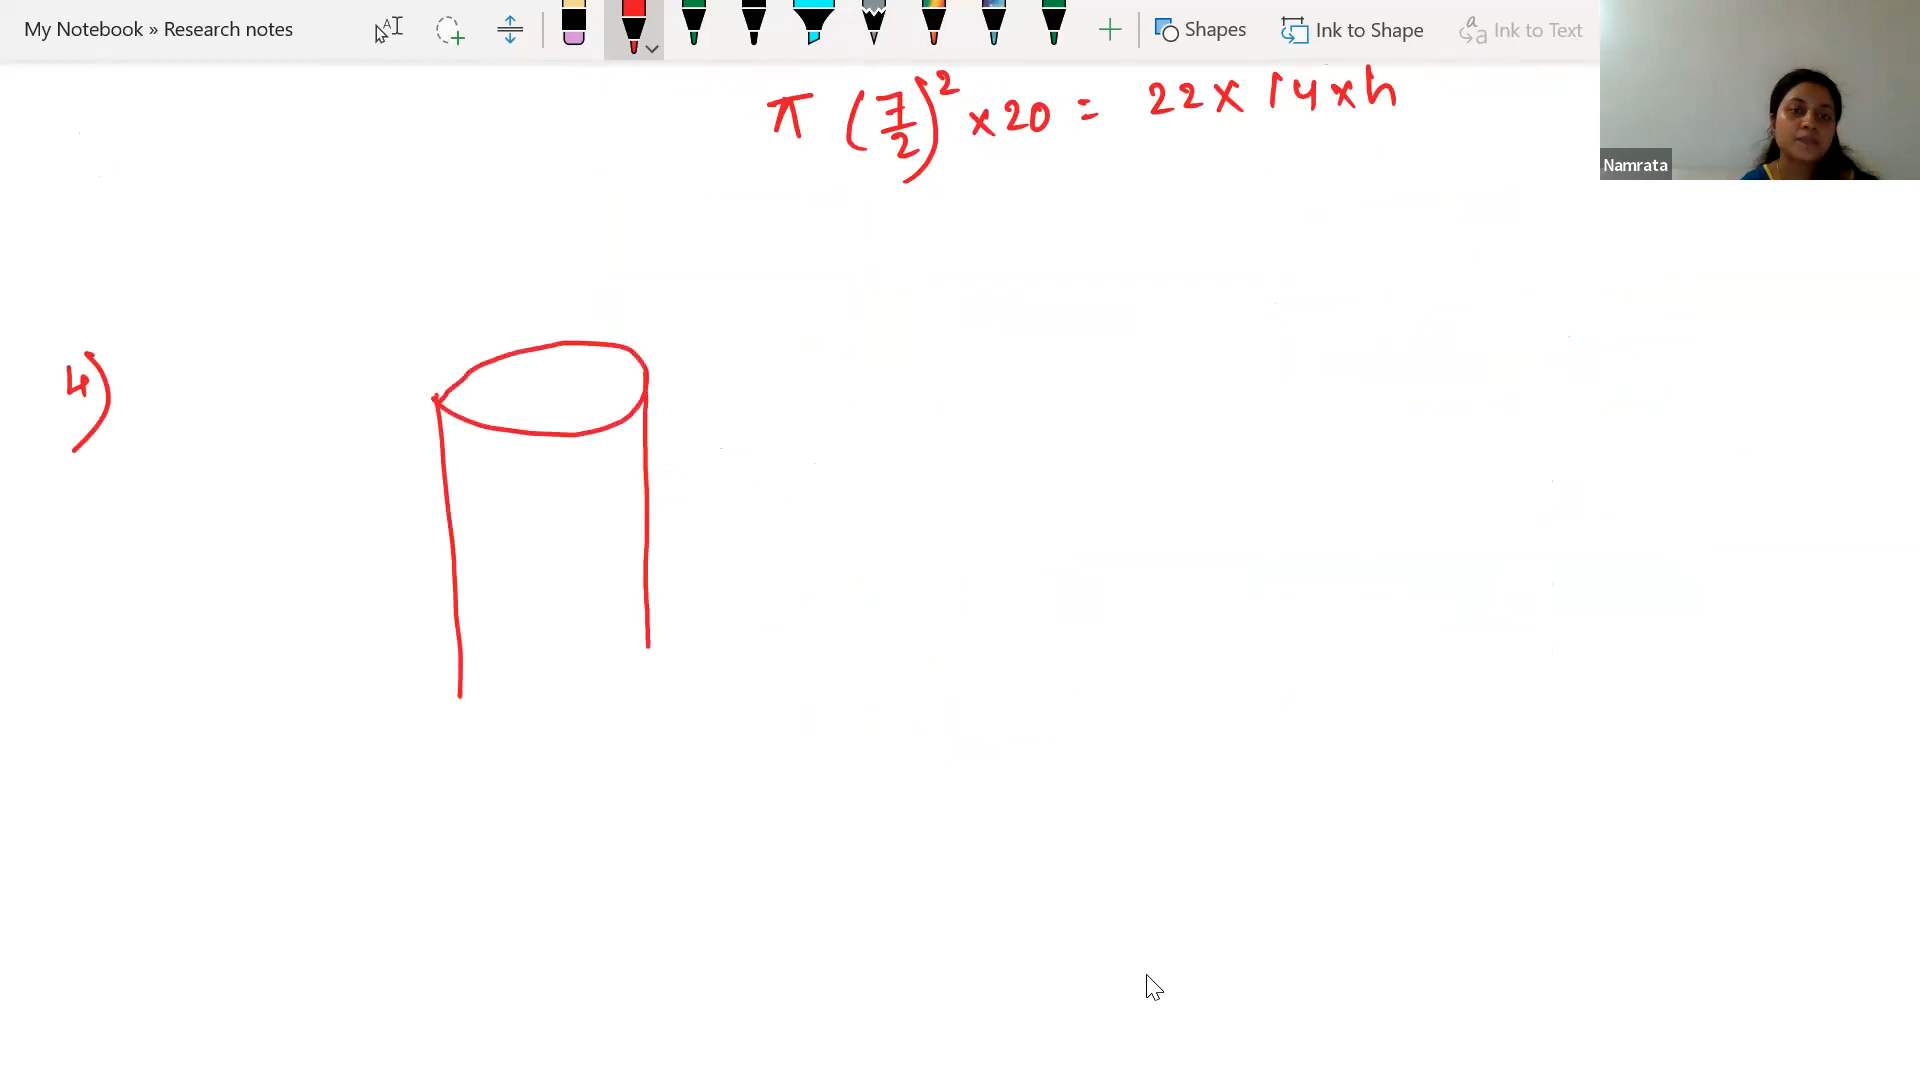 My Notebook » Research notes
Shapes
Ink to Shape
Ink to Text
Namrata
π (7/2)² × 20 = 22 × 14 × h
4)